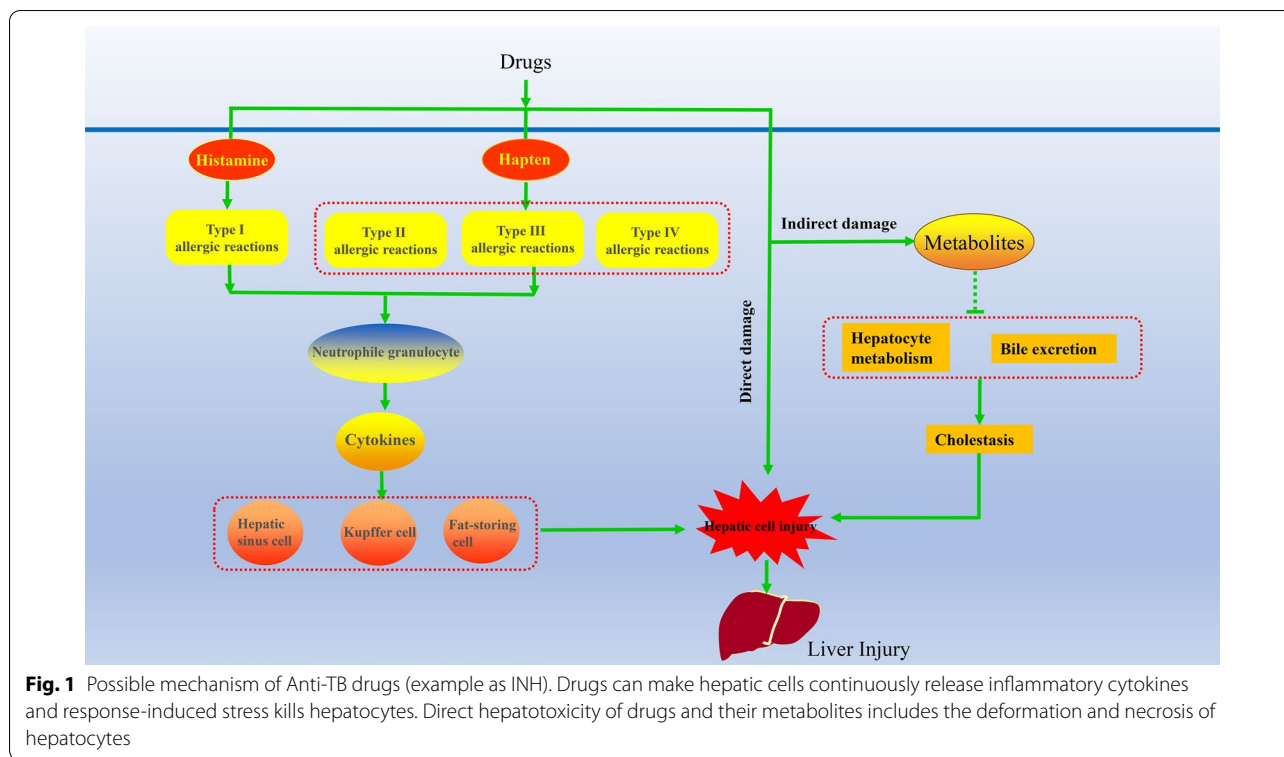 Drugs
Histamine
Hapten
Type I
allergic reactions
Type II
allergic reactions
Type III
allergic reactions
Type IV
allergic reactions
Indirect damage
Metabolites
Direct damage
Neutrophile granulocyte
Hepatocyte
metabolism
Bile excretion
Cytokines
Cholestasis
Hepatic
sinus cell
Kupffer cell
Fat-storing
cell
Hepatic cell injury
Liver Injury
Fig. 1 Possible mechanism of Anti-TB drugs (example as INH). Drugs can make hepatic cells continuously release inflammatory cytokines
and response-induced stress kills hepatocytes. Direct hepatotoxicity of drugs and their metabolites includes the deformation and necrosis of
hepatocytes